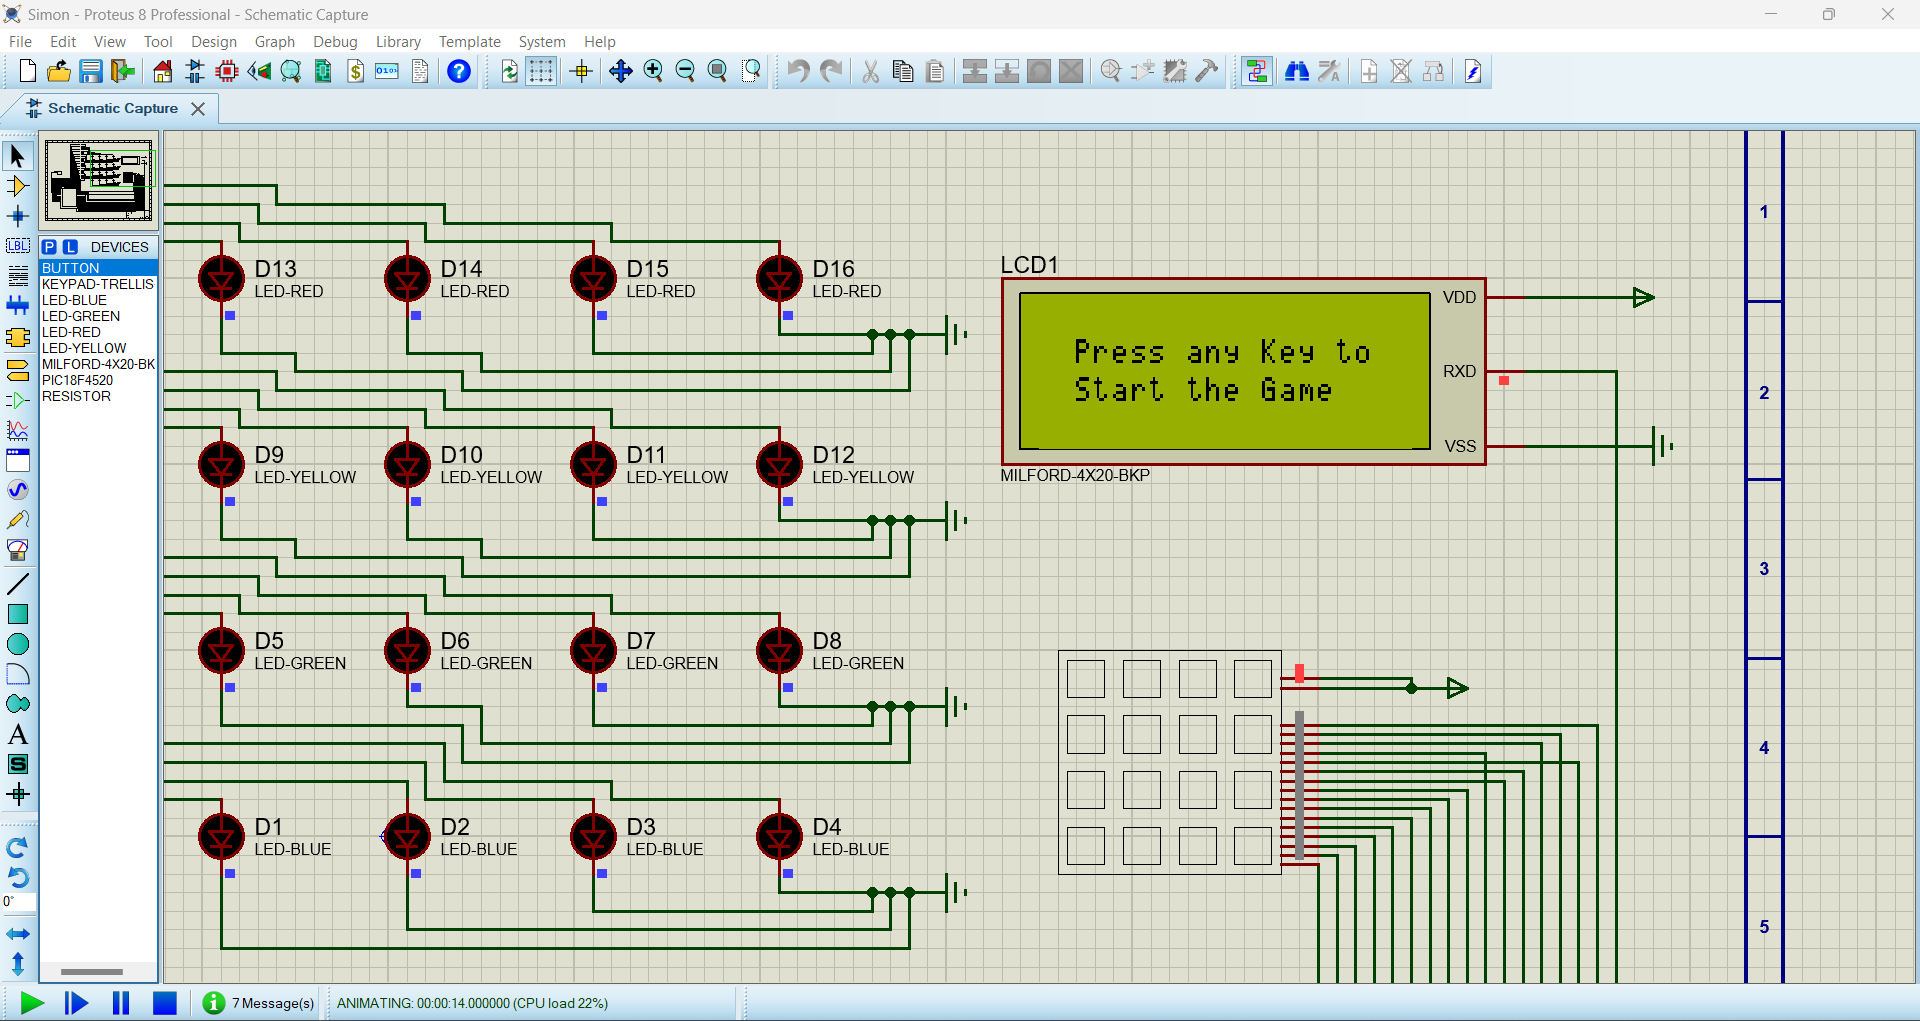 Simon - Proteus 8 Professional - Schematic Capture
File Edit View Tool Design Graph Debug Library Template System Help
Schematic Capture
P L DEVICES
BUTTON
KEYPAD-TRELLIS
LED-BLUE
LED-GREEN
LED-RED
LED-YELLOW
MILFORD-4X20-BK
PIC18F4520
RESISTOR
LBL
A
S
0°
D13
LED-RED
D14
LED-RED
D15
LED-RED
D16
LED-RED
D9
LED-YELLOW
D10
LED-YELLOW
D11
LED-YELLOW
D12
LED-YELLOW
D5
LED-GREEN
D6
LED-GREEN
D7
LED-GREEN
D8
LED-GREEN
D1
LED-BLUE
D2
LED-BLUE
D3
LED-BLUE
D4
LED-BLUE
LCD1
Press any Key to
Start the Game
VDD
RXD
VSS
MILFORD-4X20-BKP
1
2
3
4
5
7 Message(s)
ANIMATING: 00:00:14.000000 (CPU load 22%)